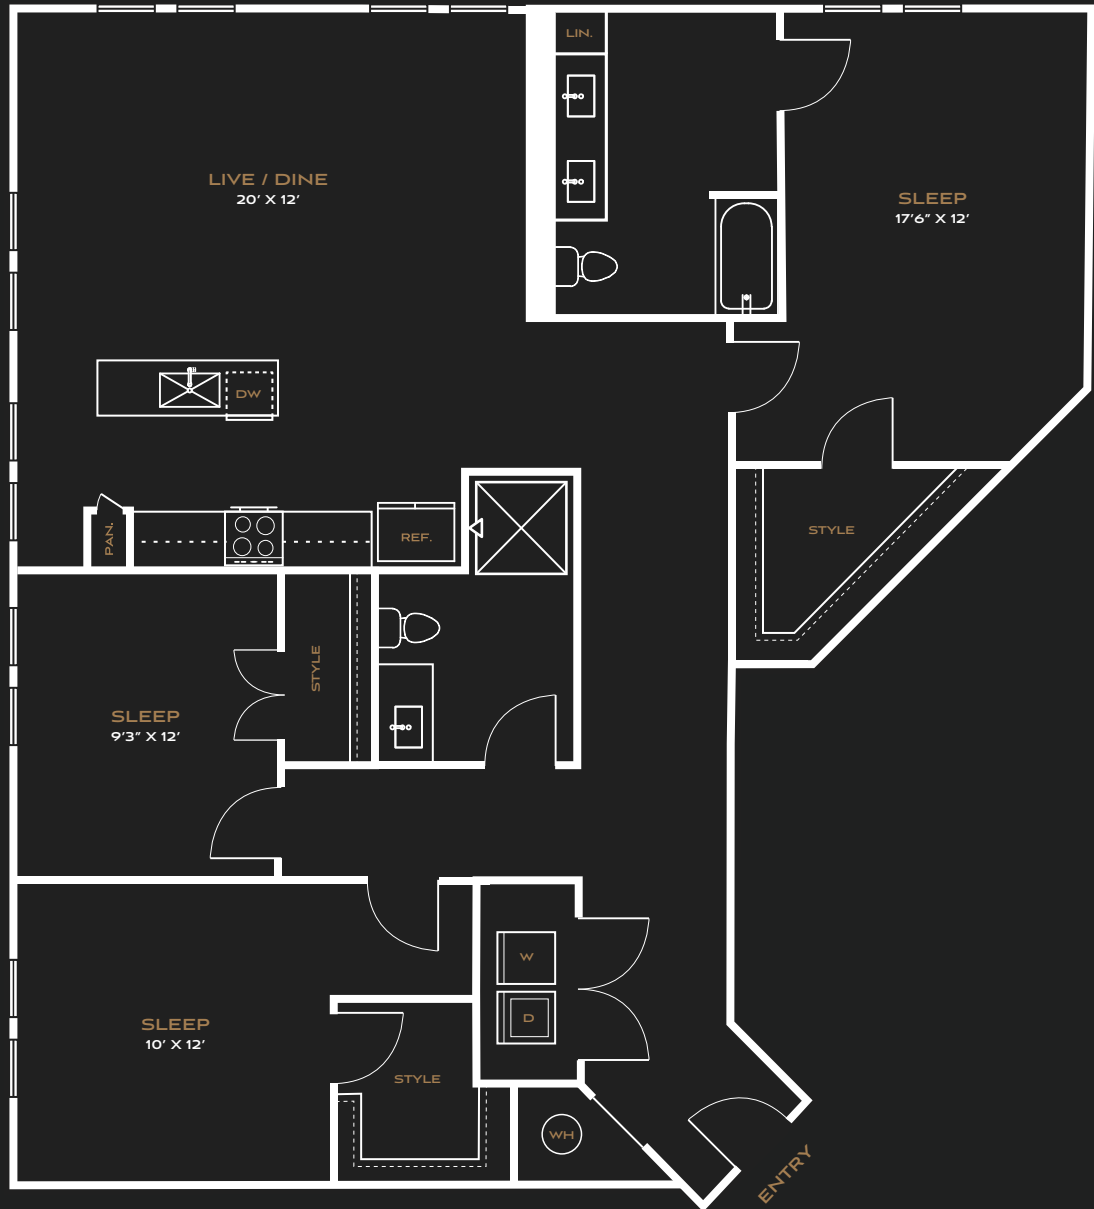 LIN.
LIVE / DINE
20’ X 12’
SLEEP
17’6” X 12’
DW
PAN.
REF.
STYLE
STYLE
SLEEP
9’3” X 12’
W
D
SLEEP
10’ X 12’
STYLE
WH
ENTRY